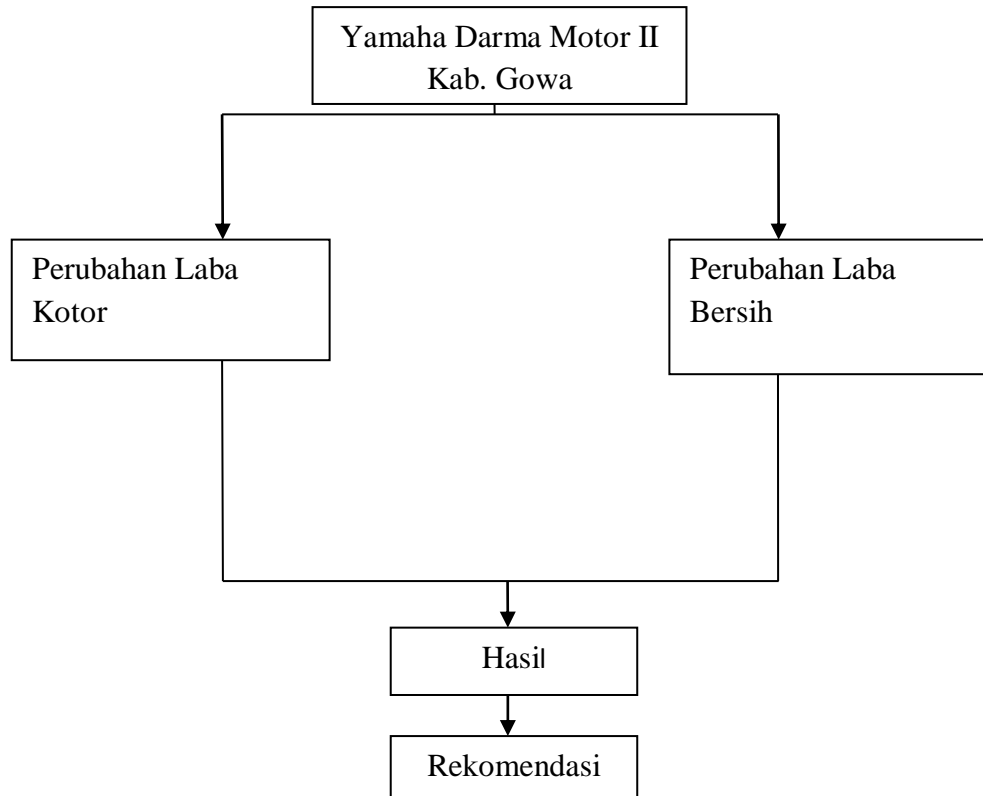 Yamaha Darma Motor II
Kab. Gowa
Perubahan Laba
Kotor
Perubahan Laba
Bersih
Hasil
Rekomendasi